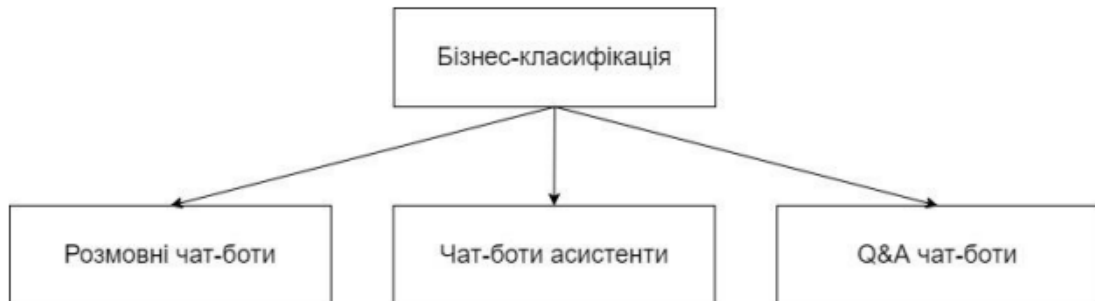 Бізнес-класифікація
Розмовні чат-боти
Чат-боти асистенти
Q&A чат-боти